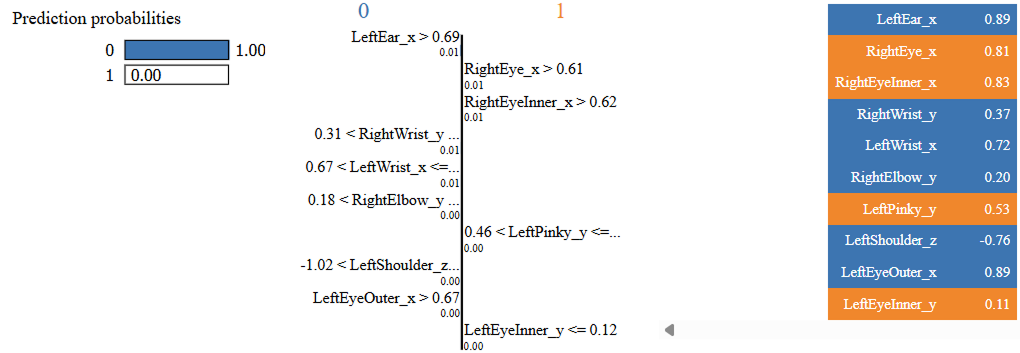 Prediction probabilities
0 1.00
1 0.00
0 1
LeftEar_x > 0.69
0.01
RightEye_x > 0.61
0.01
RightEyeInner_x > 0.62
0.01
0.31 < RightWrist_y ...
0.01
0.67 < LeftWrist_x <=...
0.01
0.18 < RightElbow_y ...
0.00
0.46 < LeftPinky_y <=...
0.00
-1.02 < LeftShoulder_z...
0.00
LeftEyeOuter_x > 0.67
0.00
LeftEyeInner_y <= 0.12
0.00
LeftEar_x 0.89
RightEye_x 0.81
RightEyeInner_x 0.83
RightWrist_y 0.37
LeftWrist_x 0.72
RightElbow_y 0.20
LeftPinky_y 0.53
LeftShoulder_z -0.76
LeftEyeOuter_x 0.89
LeftEyeInner_y 0.11